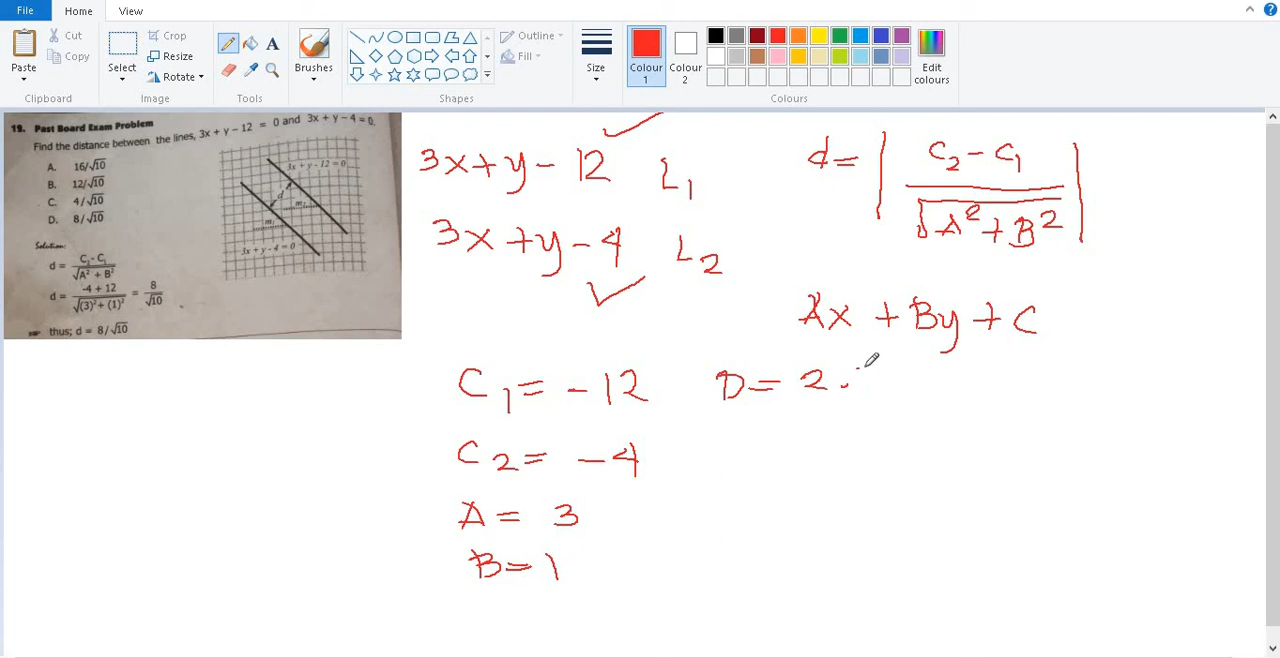 File
Home
View
Paste
Cut
Copy
Clipboard
Select
Crop
Resize
Rotate
Image
A
Tools
Brushes
Outline
Fill
Shapes
Size
Colour 1
Colour 2
Edit colours
Colours
Past Board Exam Problem
Find the distance between the lines, 3x + y - 12 = 0 and 3x + y - 4 = 0.
A. 16/√10
B. 12/√10
C. 4/√10
D. 8/√10
3x + y - 12 = 0
d
3x + y - 4 = 0
Solution:
d = C₂ - C₁ / √A² + B²
d = -4 + 12 / √(3)² + (1)² = 8 / √10
thus; d = 8/√10
3x+y-12 L₁
3x+y-4 L₂
d = | C₂ - C₁ / √A² + B² |
Ax + By + C
C₁ = -12 D = 2.
C₂ = -4
A = 3
B = 1